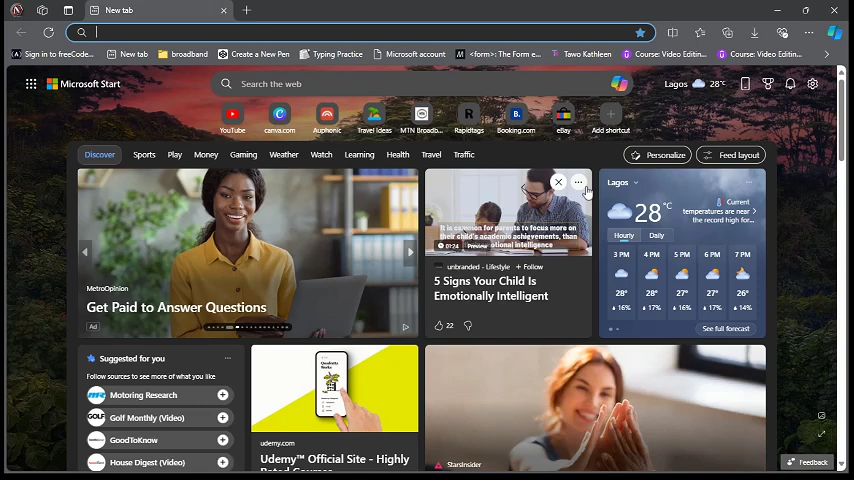 New tab
Sign in to freeCode...
New tab
broadband
Create a New Pen
Typing Practice
Microsoft account
<form>: The Form e...
Tawo Kathleen
Course: Video Editin...
Course: Video Editin...
Microsoft Start
Search the web
Lagos
28°C
YouTube
canva.com
Auphonic
Travel Ideas
MTN Broadb...
Rapidtags
Booking.com
eBay
Add shortcut
Discover
Sports
Play
Money
Gaming
Weather
Watch
Learning
Health
Travel
Traffic
Personalize
Feed layout
MetroOpinion
Get Paid to Answer Questions
Ad
It is common for parents to focus more on
their child's academic achievements, than
01:24
Preview
otional intelligence
unbranded - Lifestyle
+ Follow
5 Signs Your Child Is
Emotionally Intelligent
22
Lagos
28°C
Current
temperatures are near
the record high for...
Hourly
Daily
3 PM
4 PM
5 PM
6 PM
7 PM
28°
28°
27°
27°
26°
16%
17%
16%
17%
14%
See full forecast
Suggested for you
Follow sources to see more of what you like
Motoring Research
GOLF
Golf Monthly (Video)
GoodToKnow
House Digest (Video)
udemy.com
Udemy™ Official Site - Highly
StarsInsider
Feedback